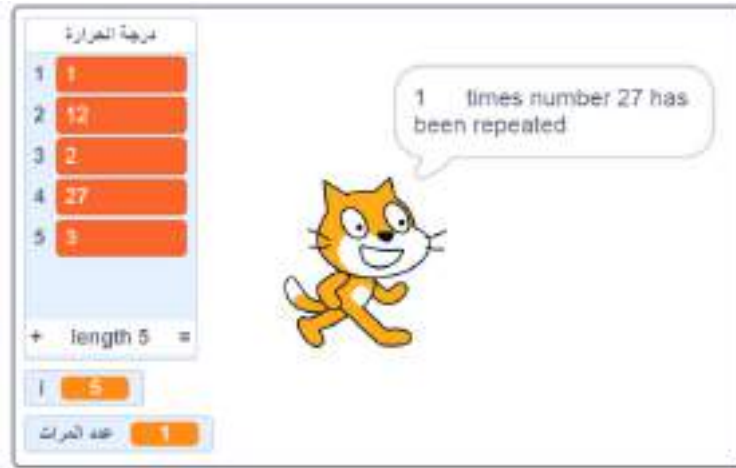 درجة الحرارة
1 1
2 12
3 2
4 27
5 3
+ length 5 =
1 times number 27 has
been repeated
i 5
عدد المرات 1